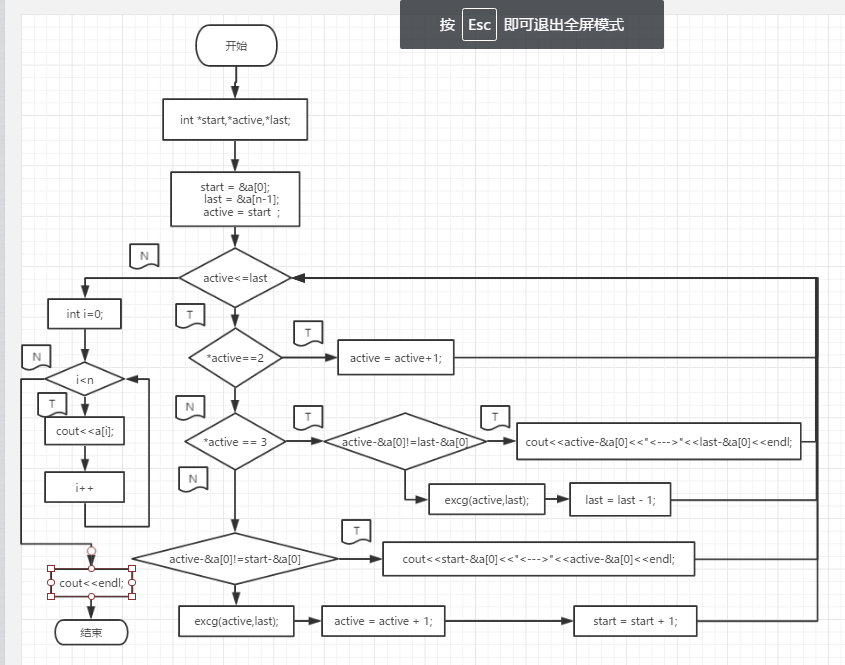 按 Esc 即可退出全屏模式
开始
int *start,*active,*last;
start = &a[0];
last = &a[n-1];
active = start ;
N
active<=last
int i=0;
T
T
*active==2
active = active+1;
N
i<n
T
N
T
T
cout<<a[i];
*active == 3
active-&a[0]!=last-&a[0]
cout<<active-&a[0]<<"<--->"<<last-&a[0]<<endl;
N
i++
excg(active,last);
last = last - 1;
T
active-&a[0]!=start-&a[0]
cout<<start-&a[0]<<"<--->"<<active-&a[0]<<endl;
cout<<endl;
excg(active,last);
active = active + 1;
start = start + 1;
结束